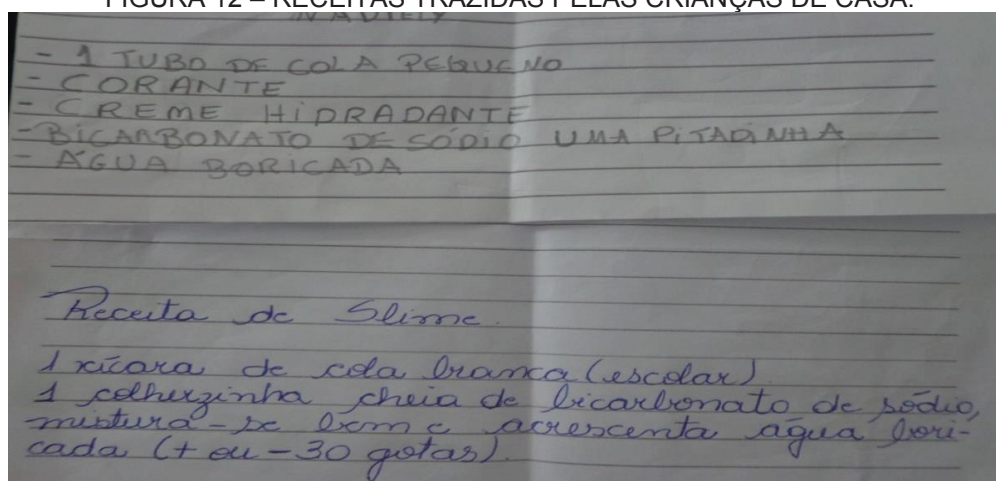 FIGURA 12 – RECEITAS TRAZIDAS PELAS CRIANÇAS DE CASA.
- 1 TUBO DE COLA PEQUENO
- CORANTE
- CREME HIDRADANTE
- BICARBONATO DE SÓDIO UMA PITADINHA
- ÁGUA BORICADA
Receita de Slime.
1 xícara de cola branca (escolar).
1 colherzinha cheia de bicarbonato de sódio,
mistura-se bem e acrescenta água bori-
cada (+ ou - 30 gotas).